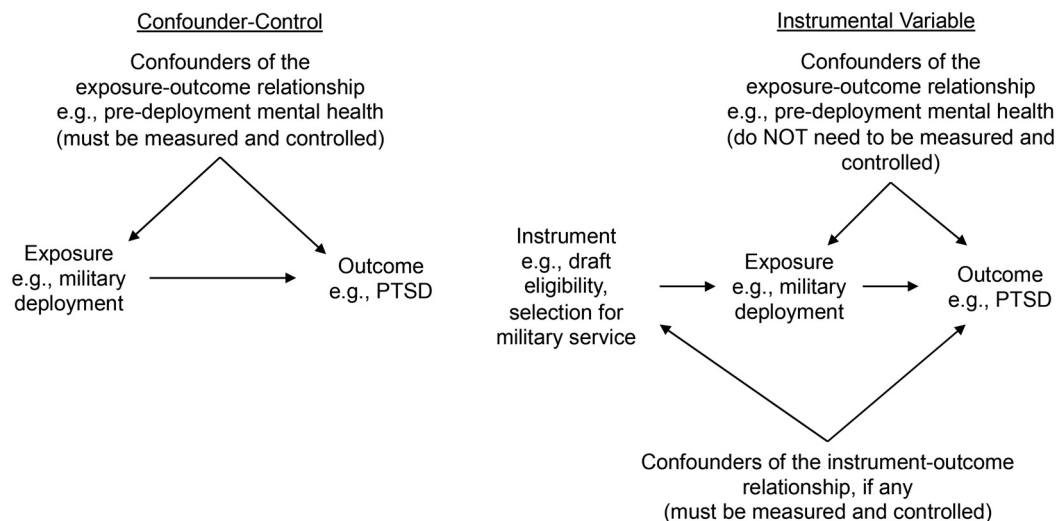 Confounder-Control
Confounders of the
exposure-outcome relationship
e.g., pre-deployment mental health
(must be measured and controlled)
Exposure
e.g., military
deployment
Outcome
e.g., PTSD
Instrumental Variable
Confounders of the
exposure-outcome relationship
e.g., pre-deployment mental health
(do NOT need to be measured and
controlled)
Instrument
e.g., draft
eligibility,
selection for
military service
Exposure
e.g., military
deployment
Outcome
e.g., PTSD
Confounders of the instrument-outcome
relationship, if any
(must be measured and controlled)